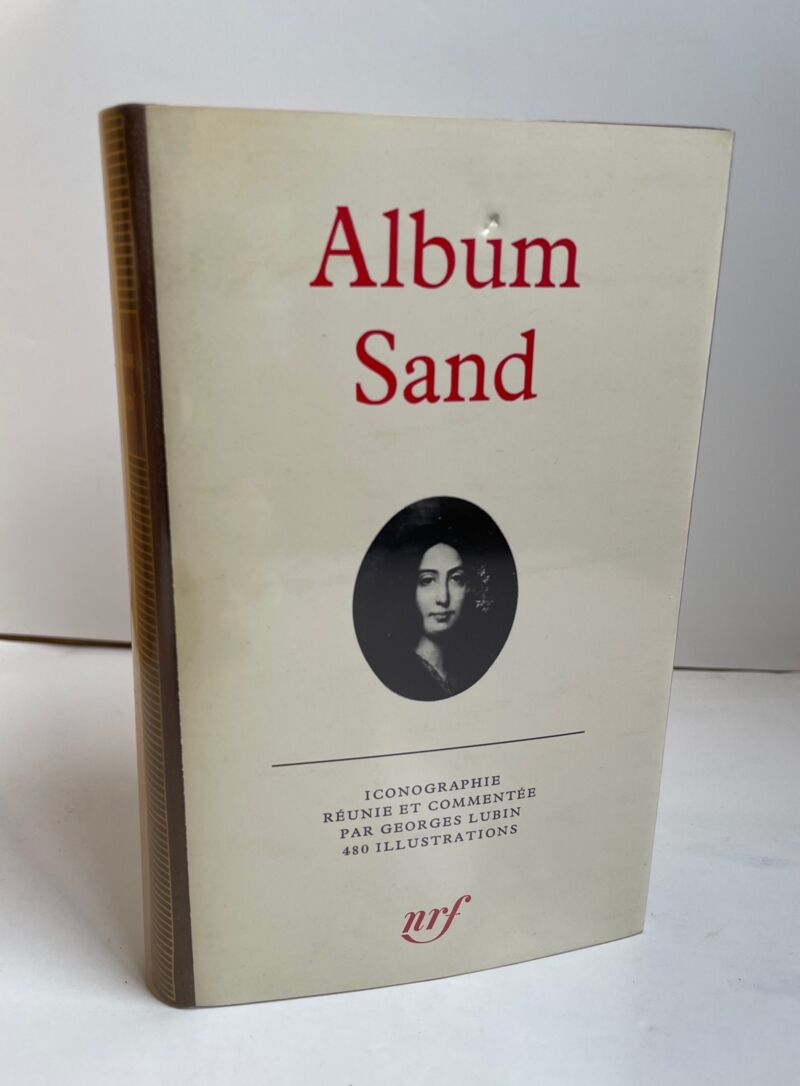 Album
Sand
ICONOGRAPHIE
RÉUNIE ET COMMENTÉE
PAR GEORGES LUBIN
480 ILLUSTRATIONS
nrf